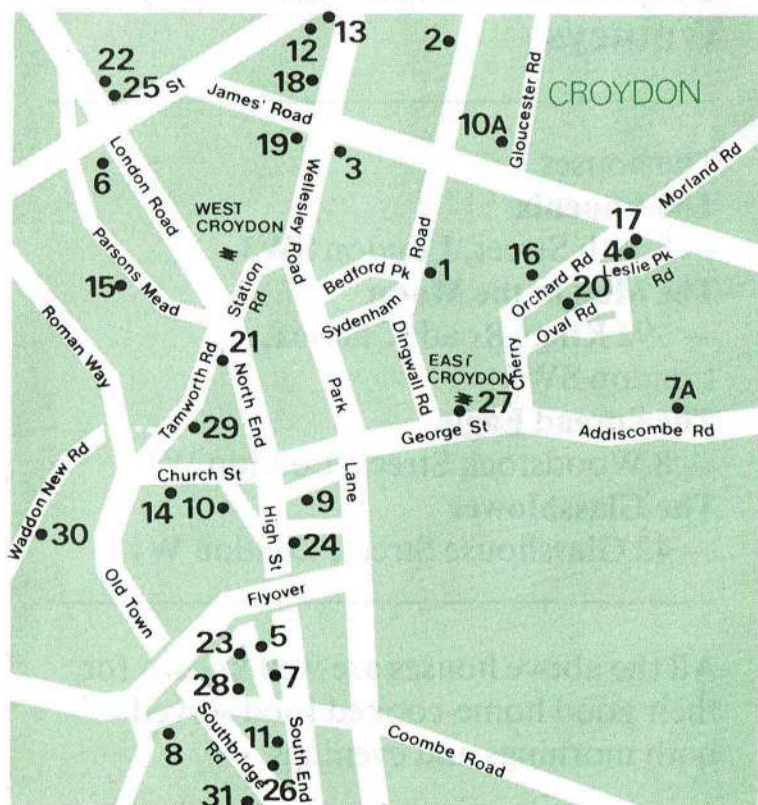 13
12
2
22
25
St
18
CROYDON
James' Road
10A
Gloucester Rd
19
3
6
London Road
Wellesley Road
Morland Rd
17
4
WEST
CROYDON
Leslie Pk
Rd
Parsons Mead
15
Station
Rd
Bedford Pk
Road
1
16
Orchard Rd
20
Oval Rd
Sydenham
Dingwall Rd
Roman Way
21
Tamworth Rd
North End
Park
Lane
EAST
CROYDON
Cherry
27
7A
29
George St
Addiscombe Rd
Waddon New Rd
Church St
14
10
9
High St
24
30
Old Town
Flyover
23
5
28
7
8
Southbridge
Rd
11
South End
26
31
Coombe Road